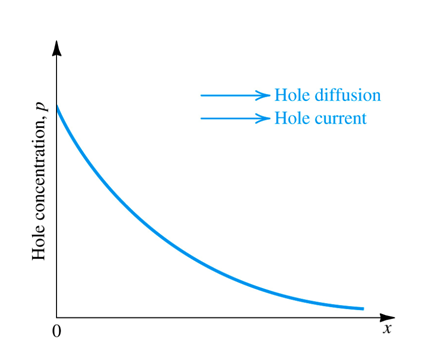 Hole diffusion
Hole current
Hole concentration, p
0
x